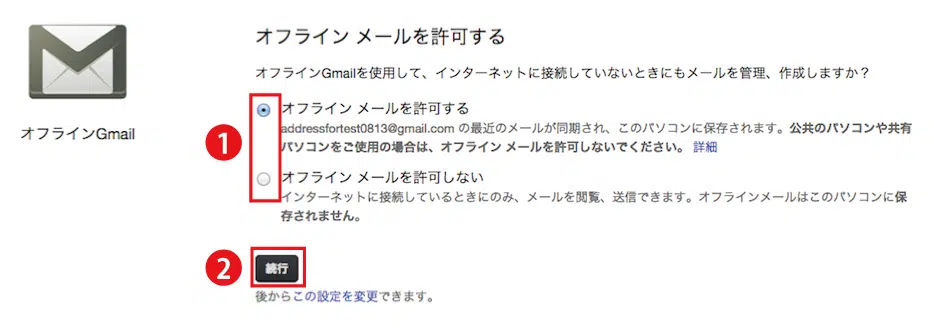 オフライン メールを許可する
オフラインGmailを使用して、インターネットに接続していないときにもメールを管理、作成しますか？
オフラインGmail
1
オフライン メールを許可する
addressfortest0813@gmail.com の最近のメールが同期され、このパソコンに保存されます。公共のパソコンや共有
パソコンをご使用の場合は、オフライン メールを許可しないでください。 詳細
オフライン メールを許可しない
インターネットに接続しているときにのみ、メールを閲覧、送信できます。オフラインメールはこのパソコンに保
存されません。
2
続行
後からこの設定を変更できます。